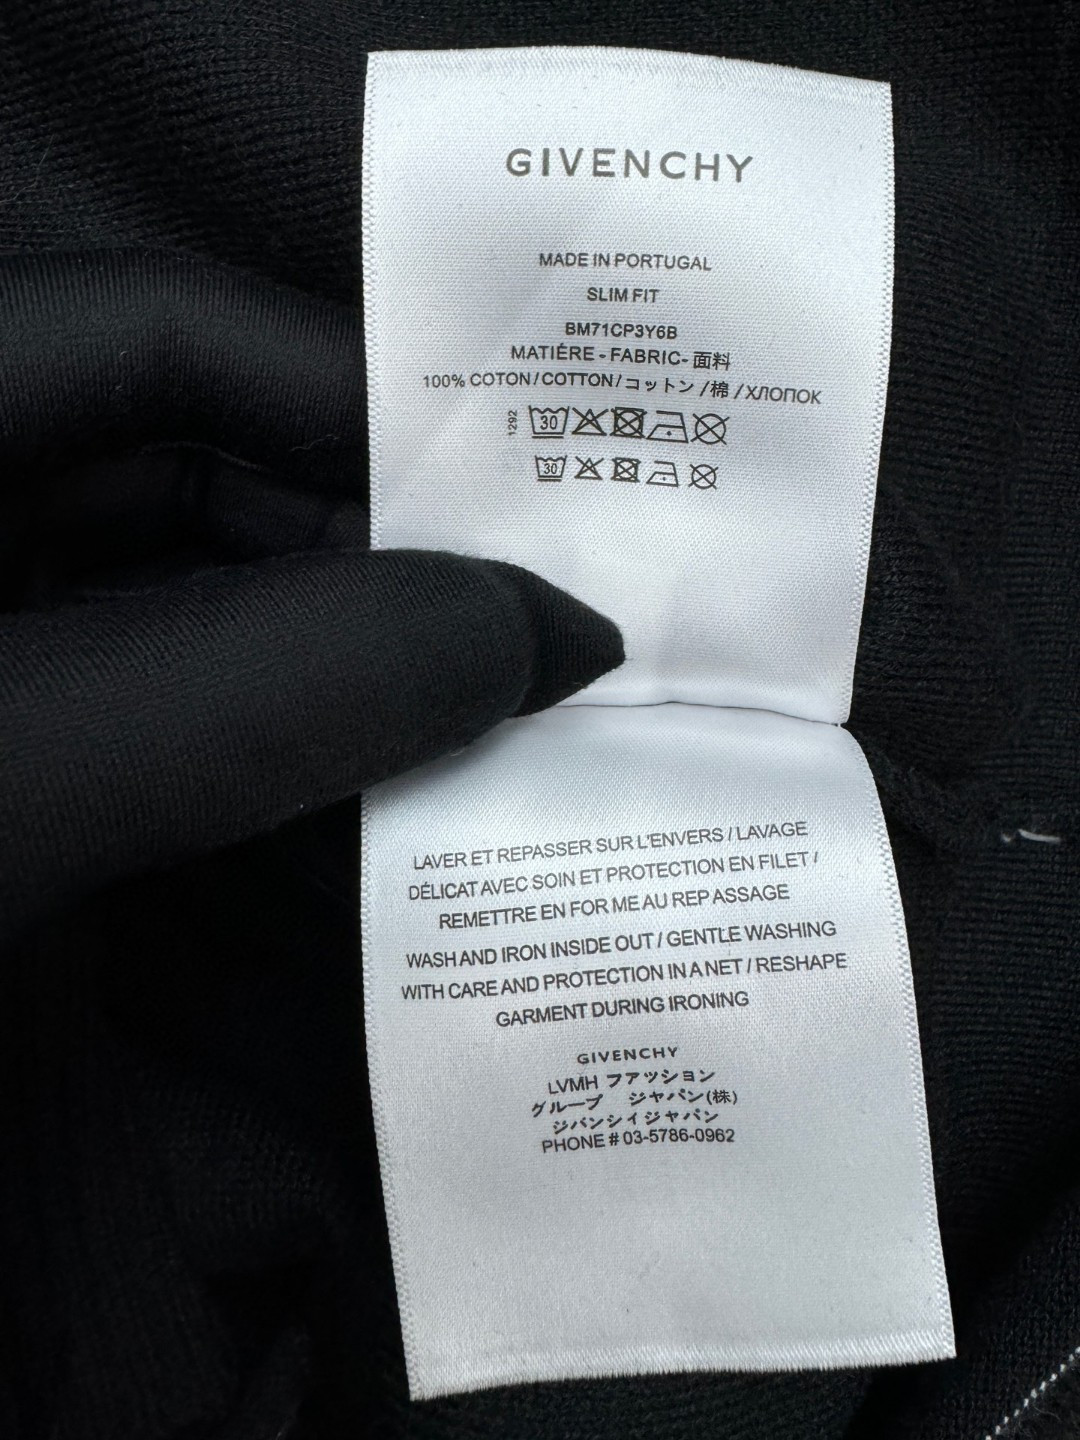 GIVENCHY
MADE IN PORTUGAL
SLIM FIT
BM71CP3Y6B
MATIÉRE - FABRIC- 面料
100% COTON/COTTON/コットン /棉 /ХЛОПОК
1292
30
30
LAVER ET REPASSER SUR L'ENVERS / LAVAGE
DÉLICAT AVEC SOIN ET PROTECTION EN FILET /
REMETTRE EN FOR ME AU REP ASSAGE
WASH AND IRON INSIDE OUT / GENTLE WASHING
WITH CARE AND PROTECTION IN A NET / RESHAPE
GARMENT DURING IRONING
GIVENCHY
LVMH ファッション
グループ ジャパン(株)
ジバンシイジャパン
PHONE # 03-5786-0962